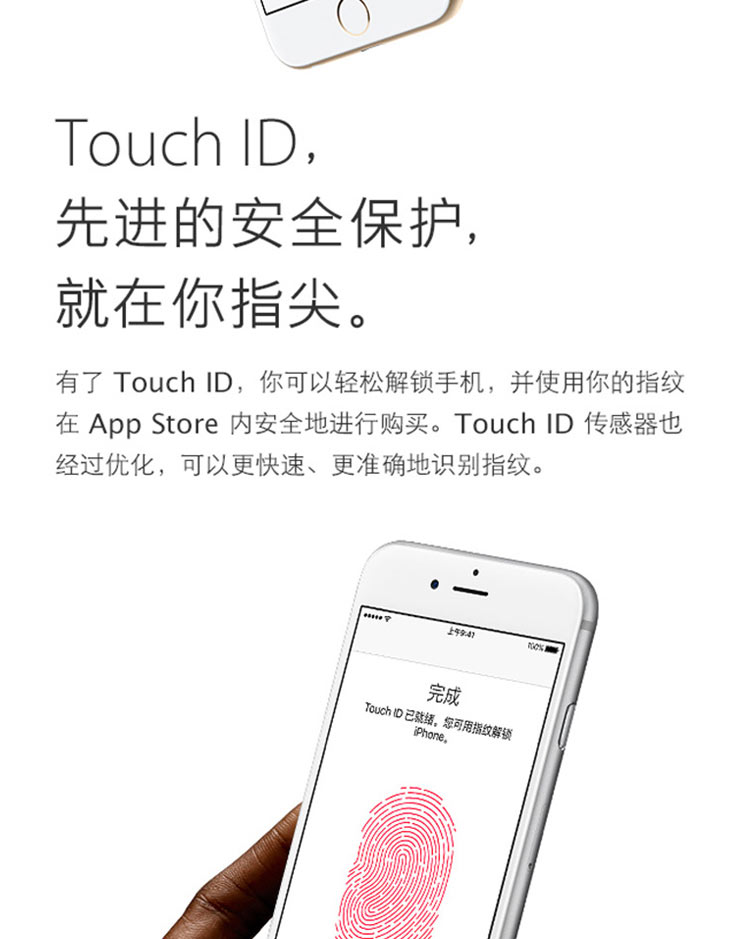 Touch ID，
先进的安全保护，
就在你指尖。
有了 Touch ID，你可以轻松解锁手机，并使用你的指纹
在 App Store 内安全地进行购买。Touch ID 传感器也
经过优化，可以更快速、更准确地识别指纹。
上午9:41
100%
完成
Touch ID 已就绪。您可用指纹解锁
iPhone。